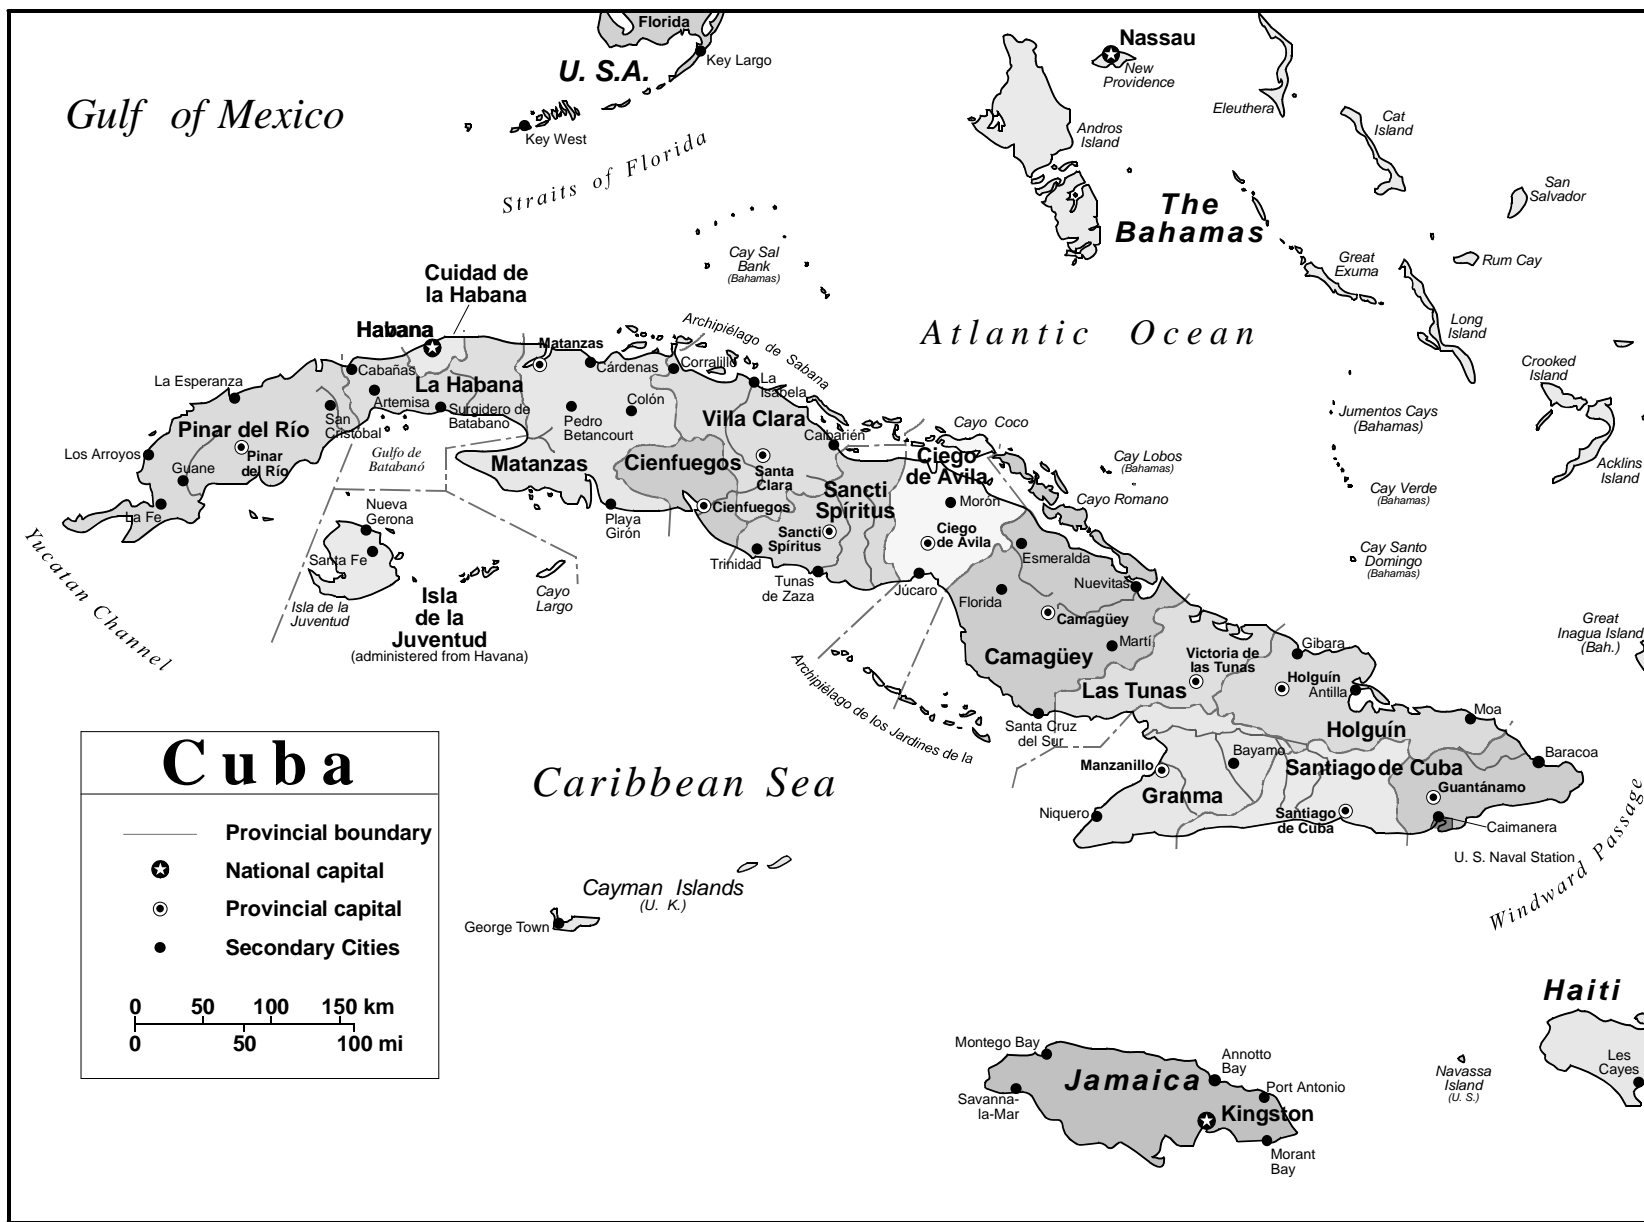 Florida
Key Largo
U. S.A.
Key West
Gulf of Mexico
Straits of Florida
Nassau
New
Providence
Eleuthera
Cat
Island
Andros
Island
San
Salvador
The
Bahamas
Great
Exuma
Rum Cay
Long
Island
Crooked
Island
Acklins
Island
Jumentos Cays
(Bahamas)
Cay Verde
(Bahamas)
Cay Santo
Domingo
(Bahamas)
Great
Inagua Island
(Bah.)
Cay Sal
Bank
(Bahamas)
Atlantic Ocean
Archipiélago de Sabana
Cuidad de
la Habana
Habana
Matanzas
Cárdenas
Corralillo
La
Isabela
La Esperanza
Cabañas
La Habana
Artemisa
Surgidero de
Batabano
San
Cristóbal
Pinar del Río
Pinar
del Río
Los Arroyos
Guane
La Fe
Gulfo de
Batabanó
Pedro
Betancourt
Colón
Villa Clara
Caibarién
Matanzas
Cienfuegos
Santa
Clara
Cienfuegos
Playa
Girón
Sancti
Spíritus
Sancti
Spíritus
Trinidad
Tunas
de Zaza
Cayo Coco
Ciego
de Avila
Morón
Ciego
de Avila
Júcaro
Cay Lobos
(Bahamas)
Cayo Romano
Esmeralda
Nuevitas
Florida
Camagüey
Martí
Camagüey
Nueva
Gerona
Santa Fe
Isla de la
Juventud
Isla
de la
Juventud
(administered from Havana)
Cayo
Largo
Yucatan Channel
Archipiélago de los Jardines de la
Santa Cruz
del Sur
Las Tunas
Victoria de
las Tunas
Gibara
Holguín
Antilla
Holguín
Moa
Baracoa
Manzanillo
Bayamo
Granma
Niquero
Santiago de Cuba
Santiago
de Cuba
Guantánamo
Caimanera
U. S. Naval Station
Windward Passage
Caribbean Sea
Cayman Islands
(U. K.)
George Town
Cuba
Provincial boundary
National capital
Provincial capital
Secondary Cities
0 50 100 150 km
0 50 100 mi
Haiti
Les
Cayes
Navassa
Island
(U. S.)
Montego Bay
Savanna-
la-Mar
Jamaica
Annotto
Bay
Port Antonio
Kingston
Morant
Bay